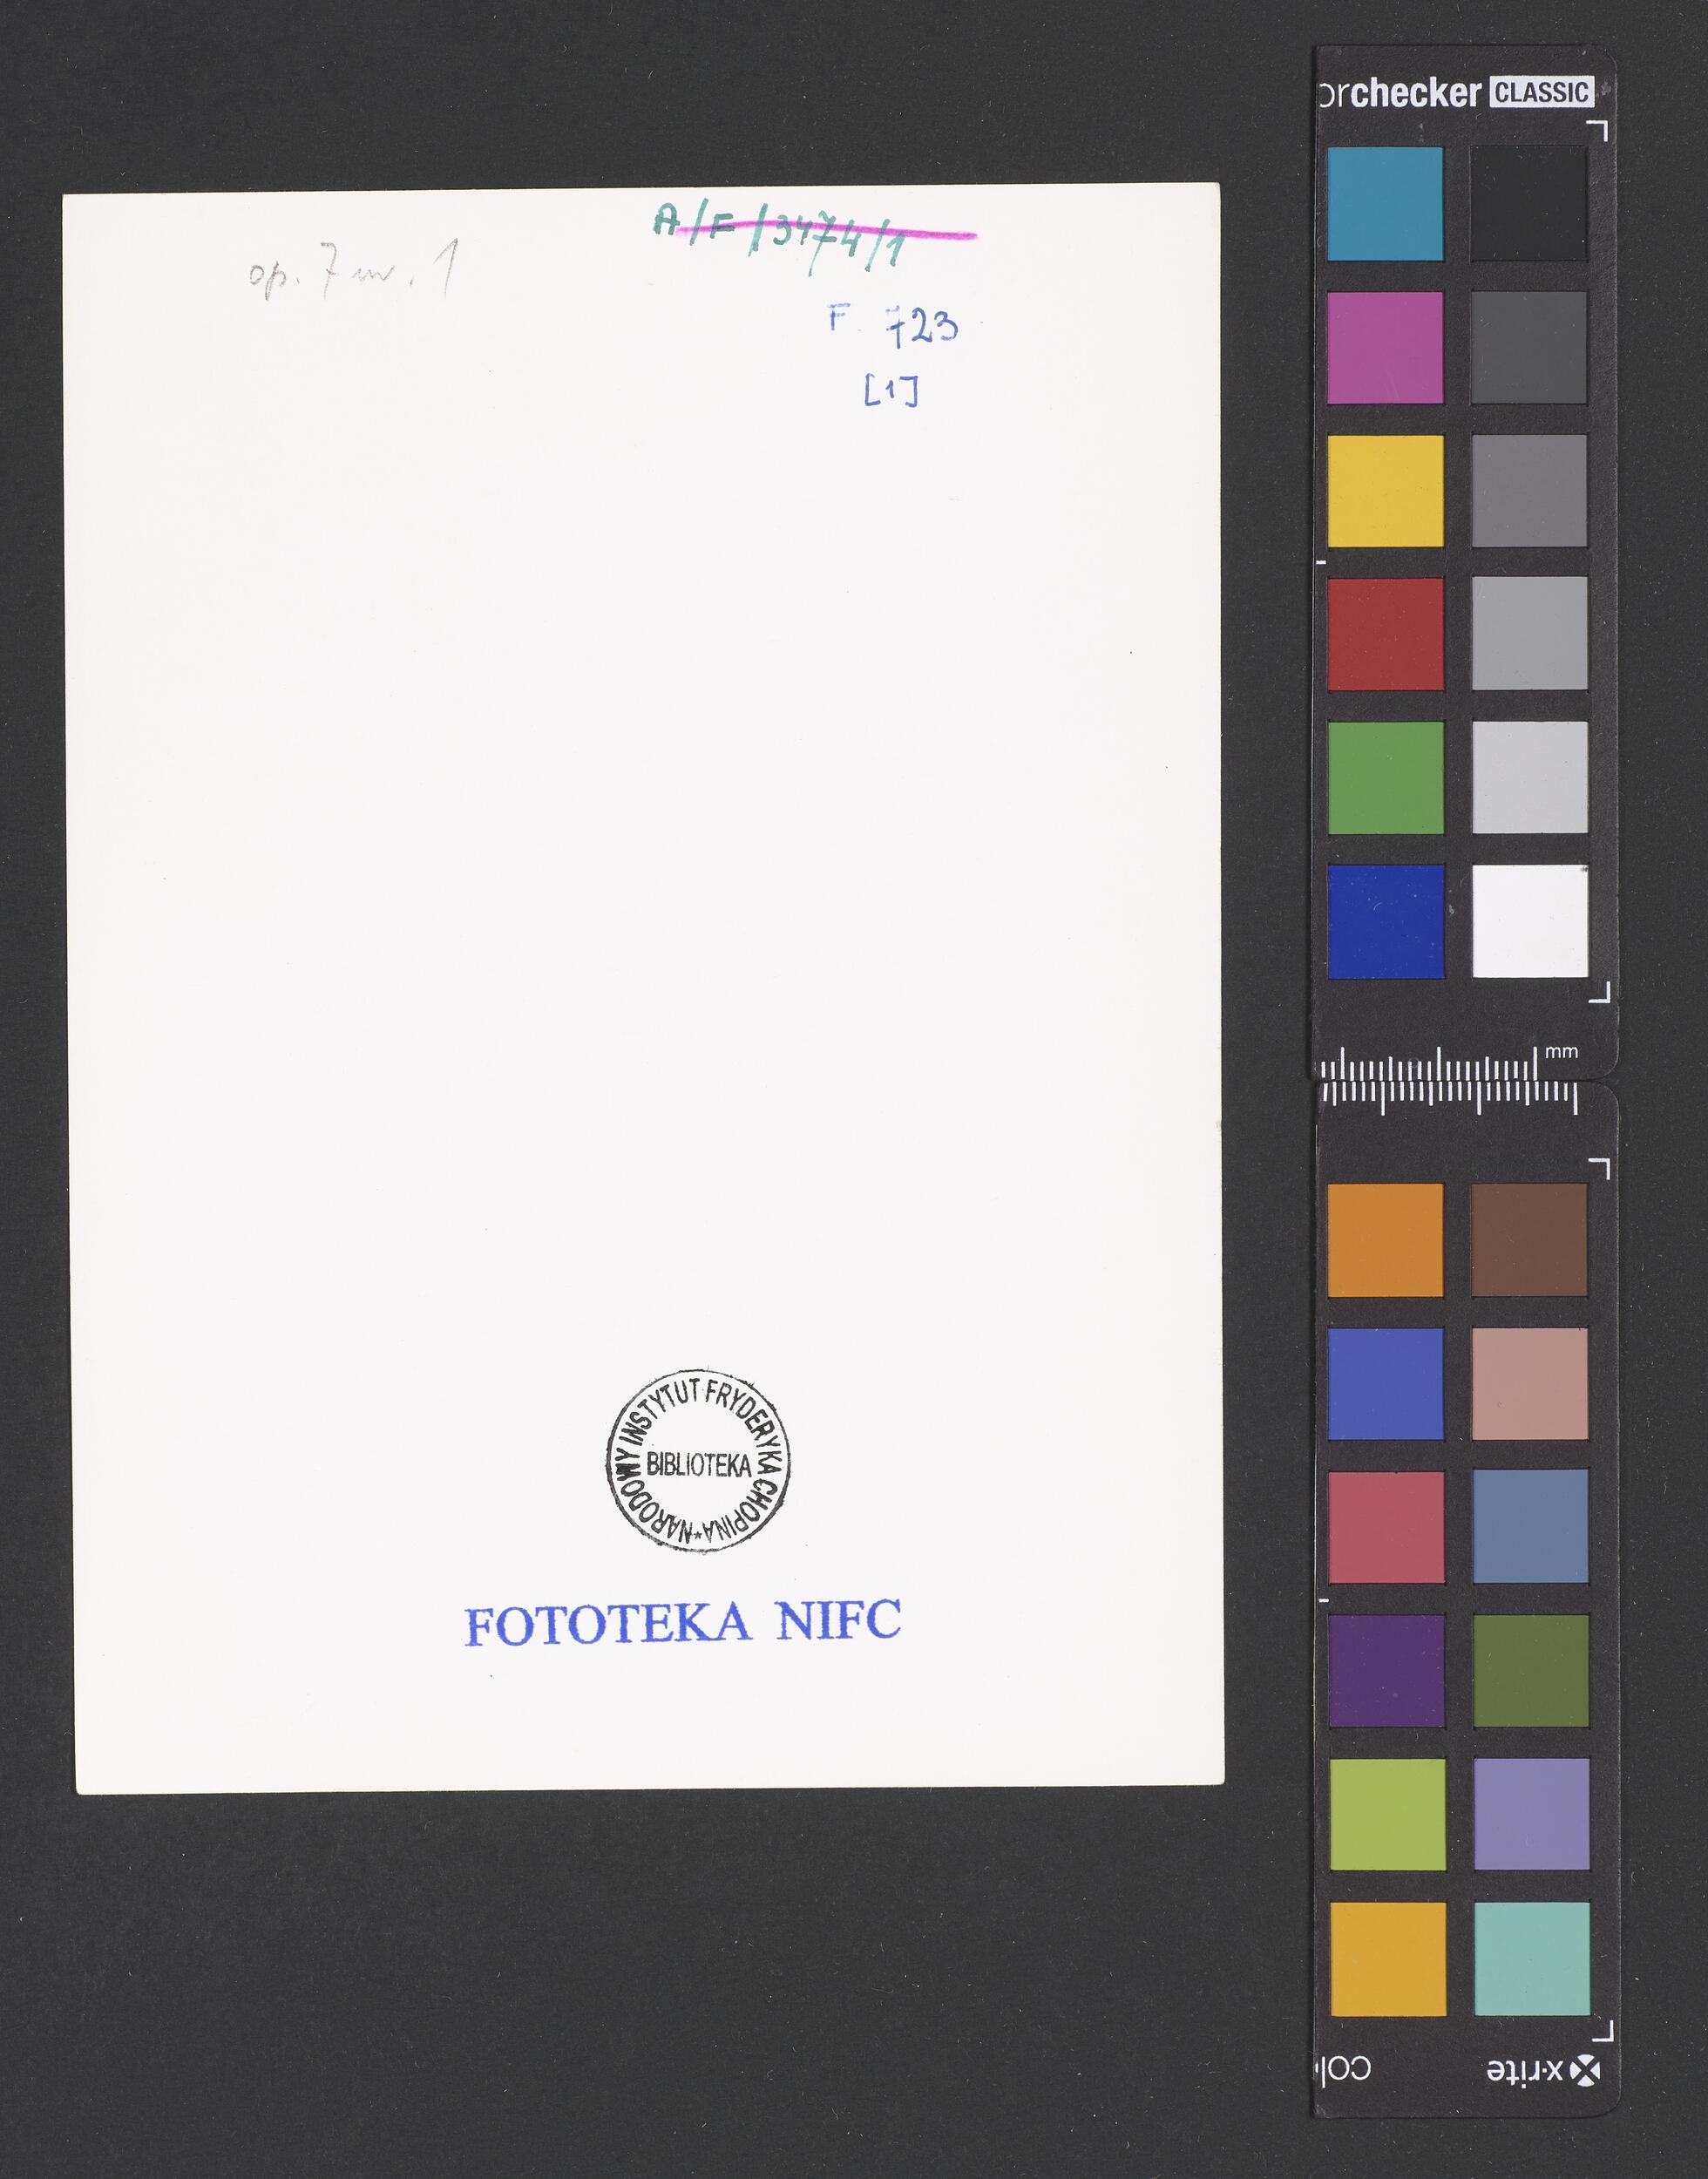 A/F/3474/1
op. 7 nr. 1
F. 723
[1]
NARODOWY INSTYTUT FRYDERYKA CHOPINA *
BIBLIOTEKA
FOTOTEKA NIFC
orchecker CLASSIC
mm
x·rite
col